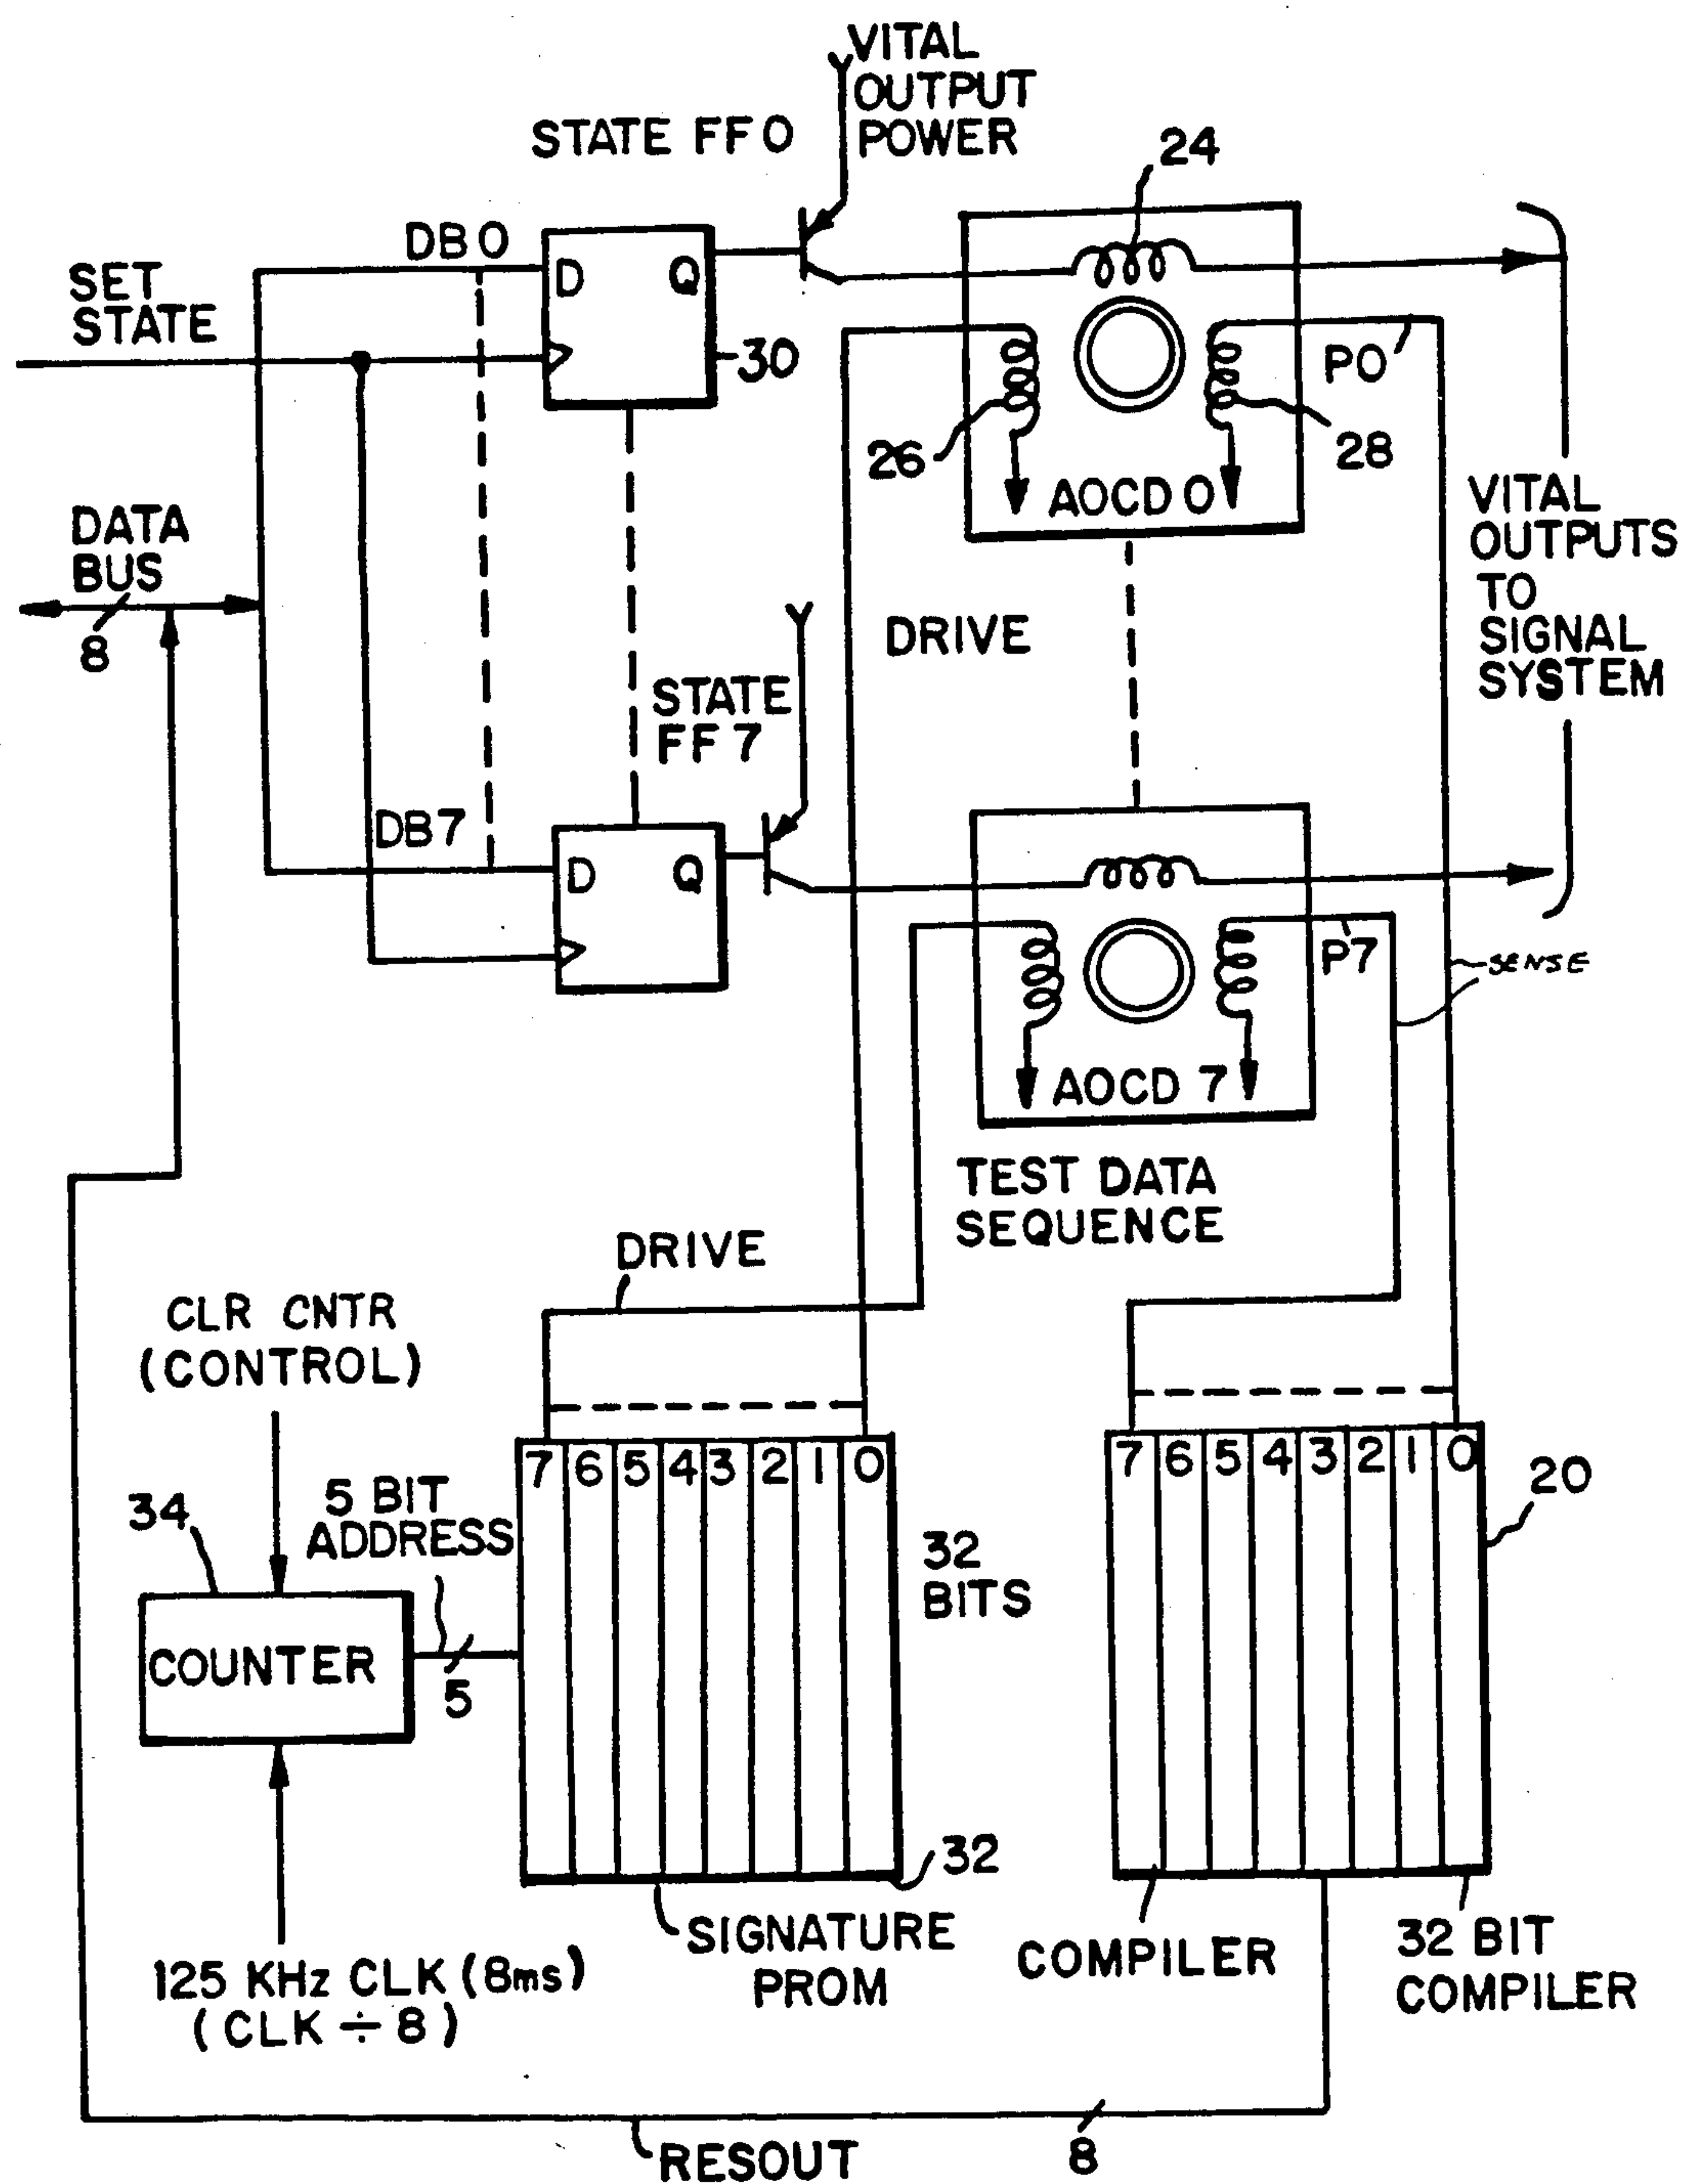 VITAL
OUTPUT
POWER
STATE FF0
24
DB0
SET
STATE
D
Q
30
P0
26
28
AOCD 0
DATA
BUS
8
VITAL
OUTPUTS
TO
SIGNAL
SYSTEM
DRIVE
STATE
FF 7
DB7
D
Q
P7
SENSE
AOCD 7
TEST DATA
SEQUENCE
DRIVE
CLR CNTR
(CONTROL)
7 6 5 4 3 2 1 0
7 6 5 4 3 2 1 0
20
34
5 BIT
ADDRESS
32
BITS
COUNTER
5
32
SIGNATURE
PROM
COMPILER
32 BIT
COMPILER
125 KHz CLK (8ms)
(CLK ÷ 8)
RESOUT
8